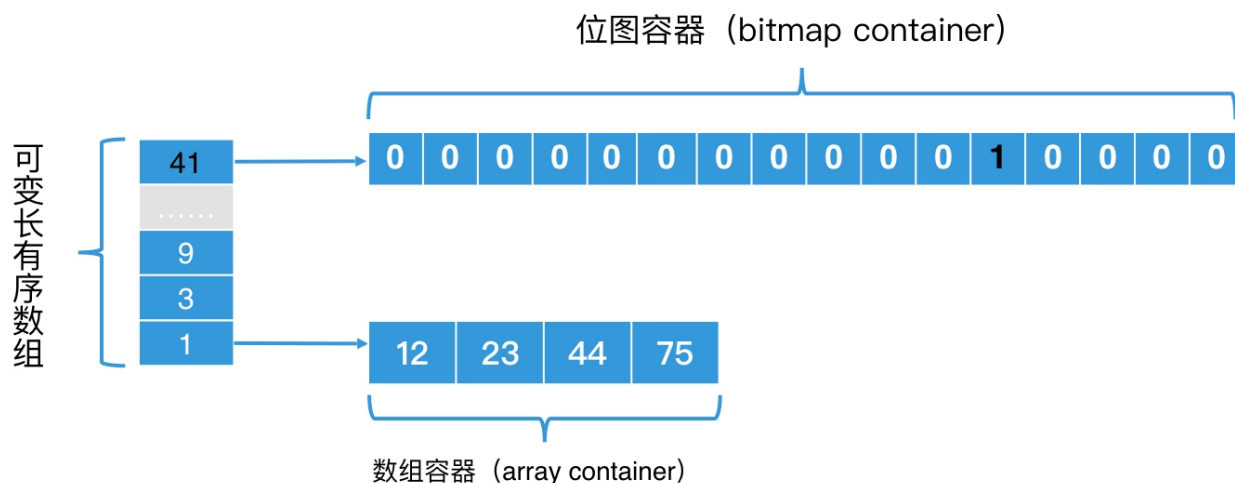 位图容器（bitmap container）
可变长有序数组
41
0 0 0 0 0 0 0 0 0 0 0 1 0 0 0 0
……
9
3
1
12 23 44 75
数组容器（array container）